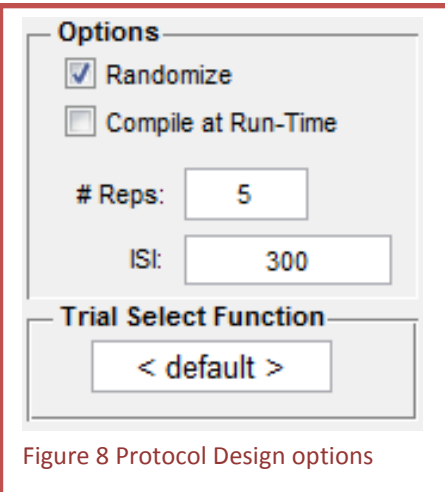 Options
Randomize
Compile at Run-Time
# Reps: 5
ISI: 300
Trial Select Function
< default >
Figure 8 Protocol Design options